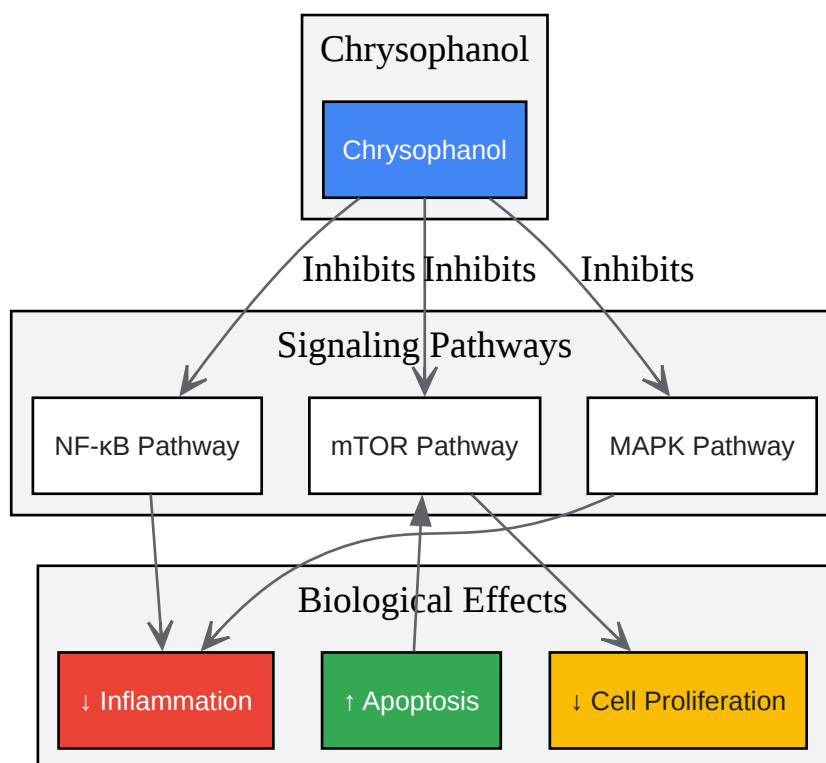 Chrysophanol
Chrysophanol
Inhibits Inhibits Inhibits
Signaling Pathways
NF-κB Pathway mTOR Pathway MAPK Pathway
Biological Effects
↓ Inflammation ↑ Apoptosis ↓ Cell Proliferation